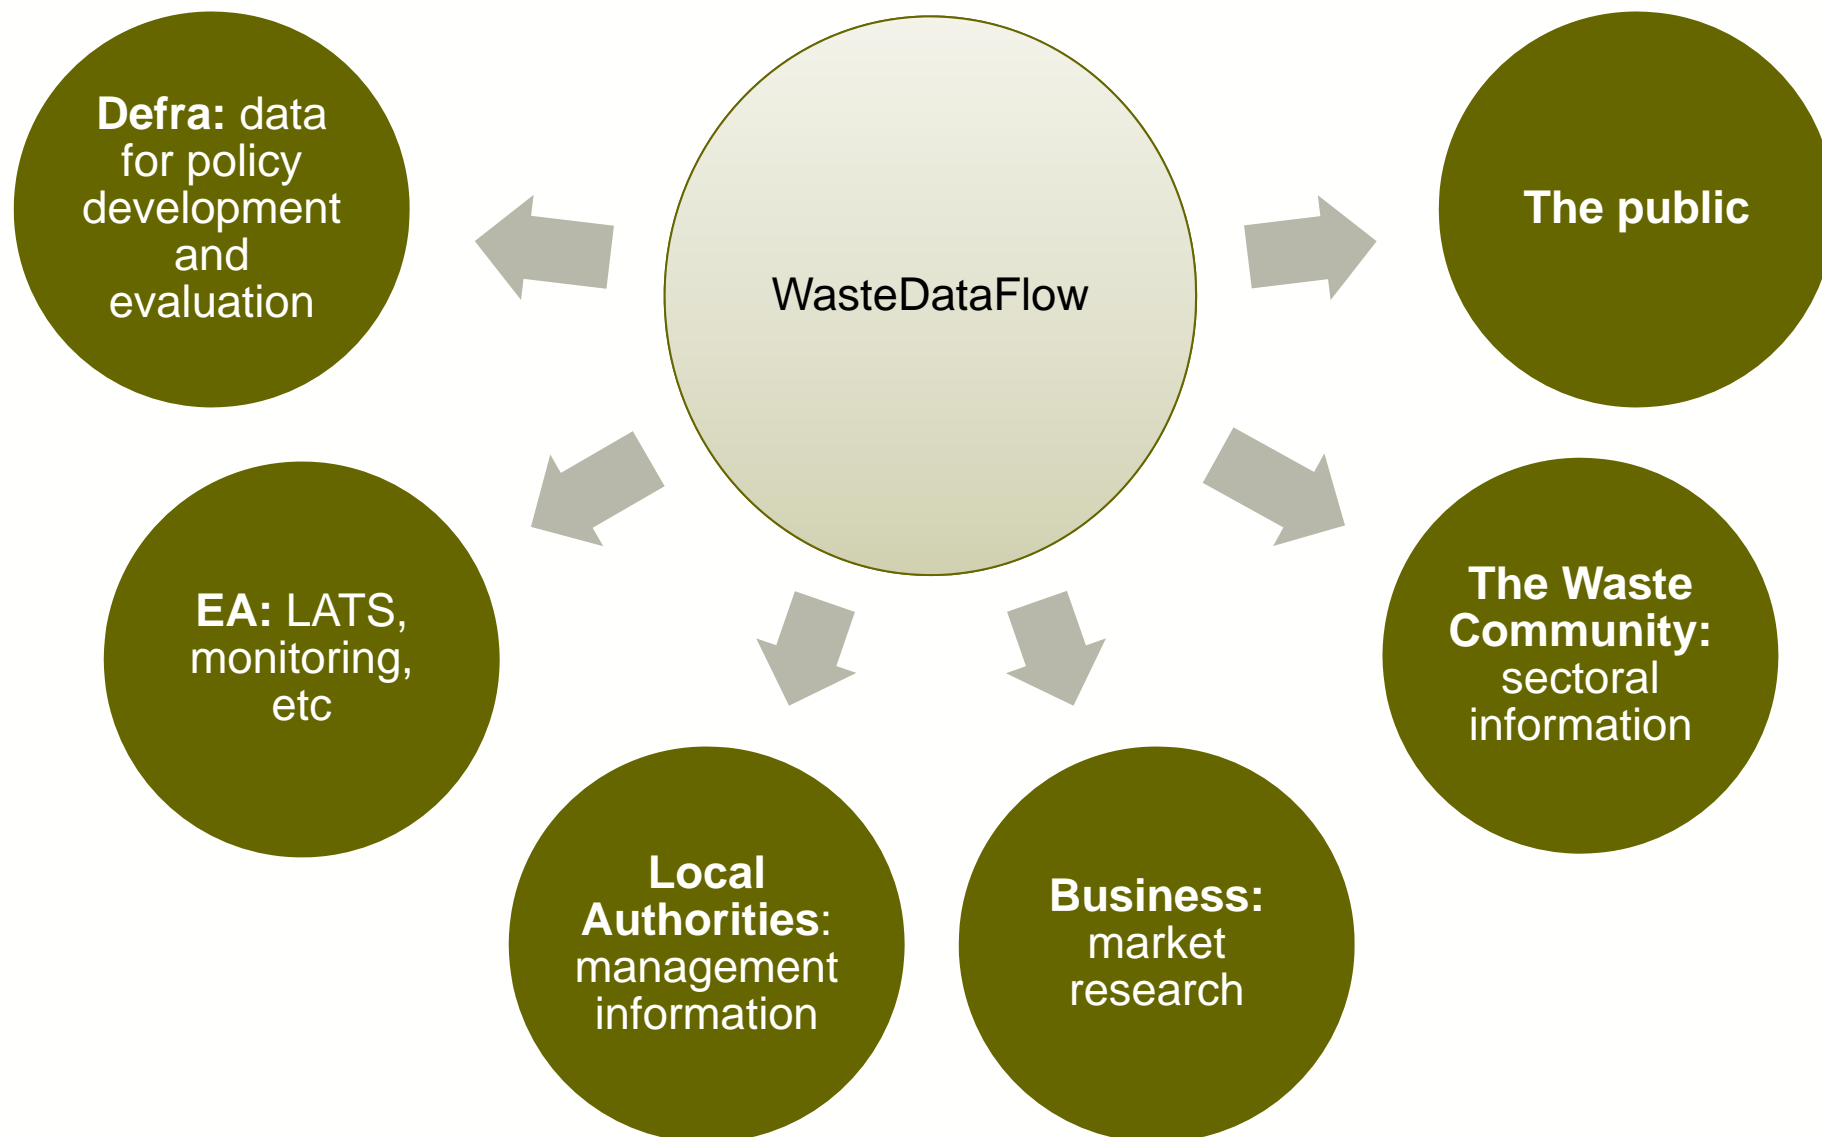 Defra: data
for policy
development
and
evaluation
WasteDataFlow
The public
EA: LATS,
monitoring,
etc
The Waste
Community:
sectoral
information
Local
Authorities:
management
information
Business:
market
research